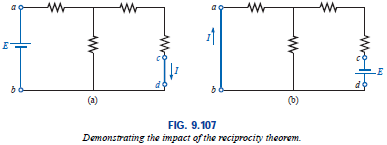 a
E
b
c
I
d
(a)
a
I
b
c
E
d
(b)
FIG. 9.107
Demonstrating the impact of the reciprocity theorem.